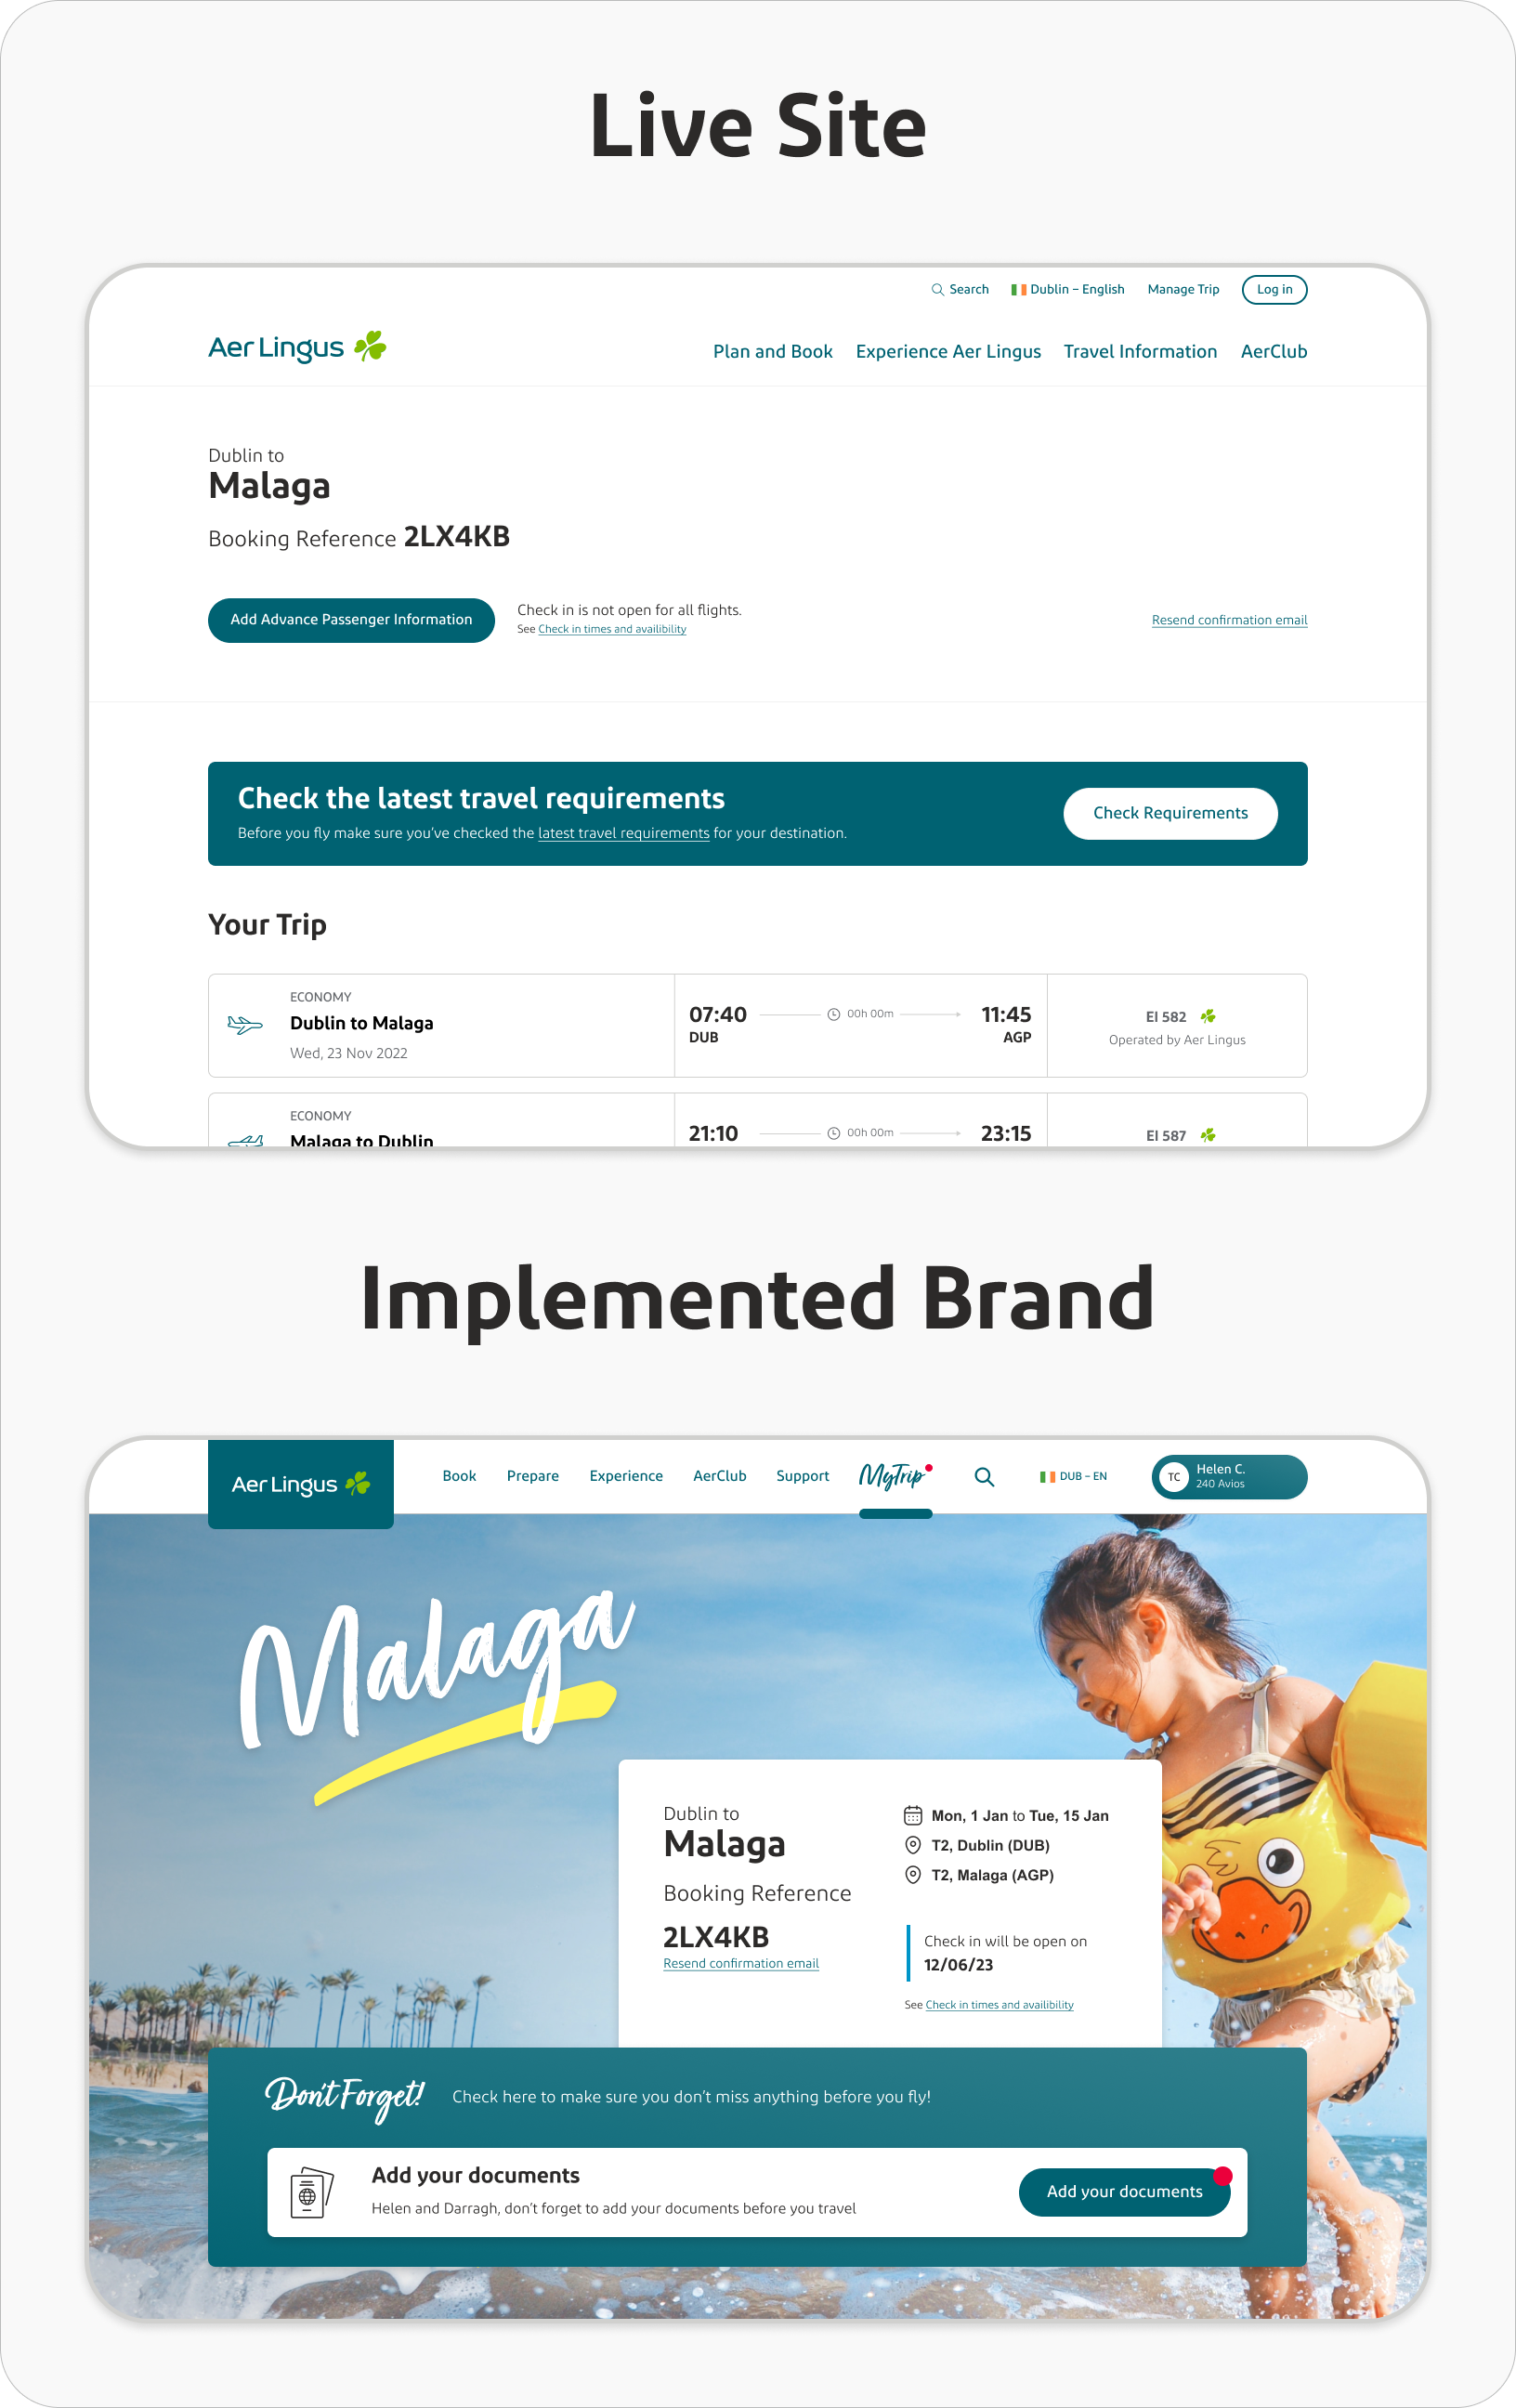 Live Site
Search
Dublin – English
Manage Trip
Log in
Aer Lingus
Plan and Book
Experience Aer Lingus
Travel Information
AerClub
Dublin to
Malaga
Booking Reference 2LX4KB
Add Advance Passenger Information
Check in is not open for all flights.
See Check in times and availibility
Resend confirmation email
Check the latest travel requirements
Before you fly make sure you've checked the latest travel requirements for your destination.
Check Requirements
Your Trip
ECONOMY
Dublin to Malaga
Wed, 23 Nov 2022
07:40
DUB
00h 00m
11:45
AGP
EI 582
Operated by Aer Lingus
ECONOMY
Malaga to Dublin
21:10
00h 00m
23:15
EI 587
Implemented Brand
Aer Lingus
Book
Prepare
Experience
AerClub
Support
MyTrip
DUB – EN
TC
Helen C.
240 Avios
Malaga
Dublin to
Malaga
Booking Reference
2LX4KB
Resend confirmation email
Mon, 1 Jan to Tue, 15 Jan
T2, Dublin (DUB)
T2, Malaga (AGP)
Check in will be open on
12/06/23
See Check in times and availibility
Don't Forget!
Check here to make sure you don't miss anything before you fly!
Add your documents
Helen and Darragh, don't forget to add your documents before you travel
Add your documents